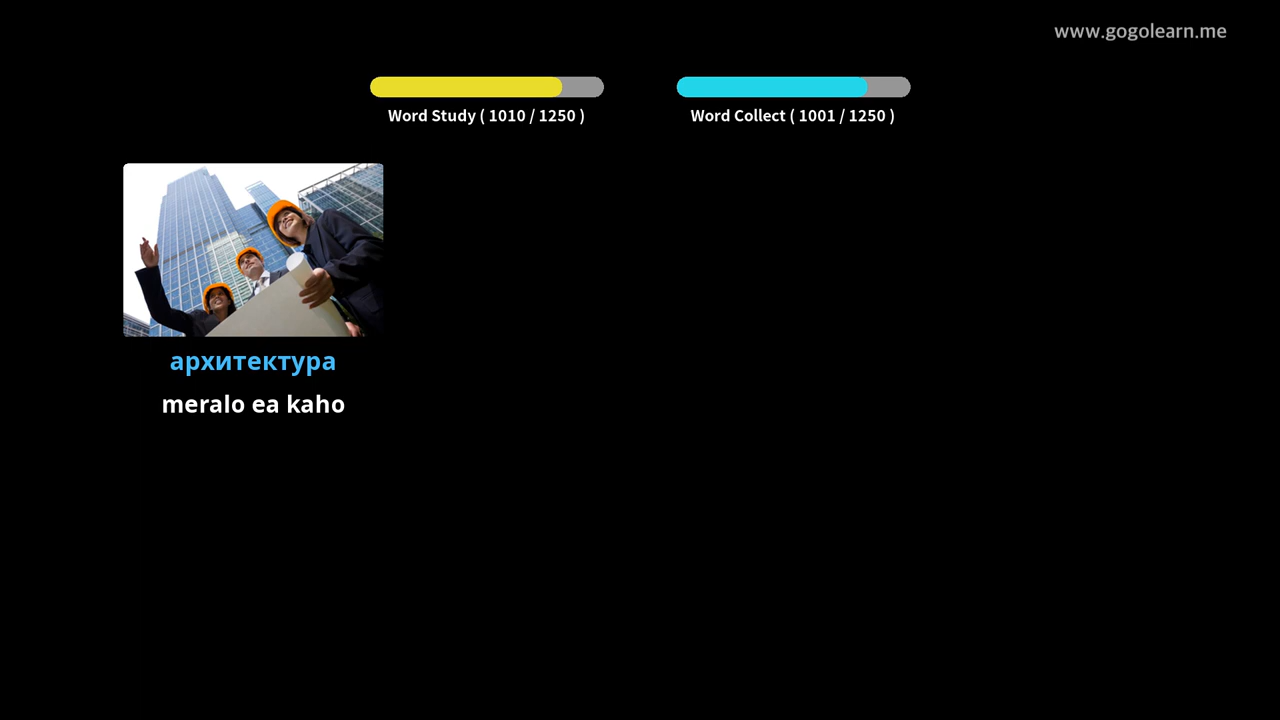 www.gogolearn.me
Word Study ( 1010 / 1250 )
Word Collect ( 1001 / 1250 )
архитектура
meralo ea kaho